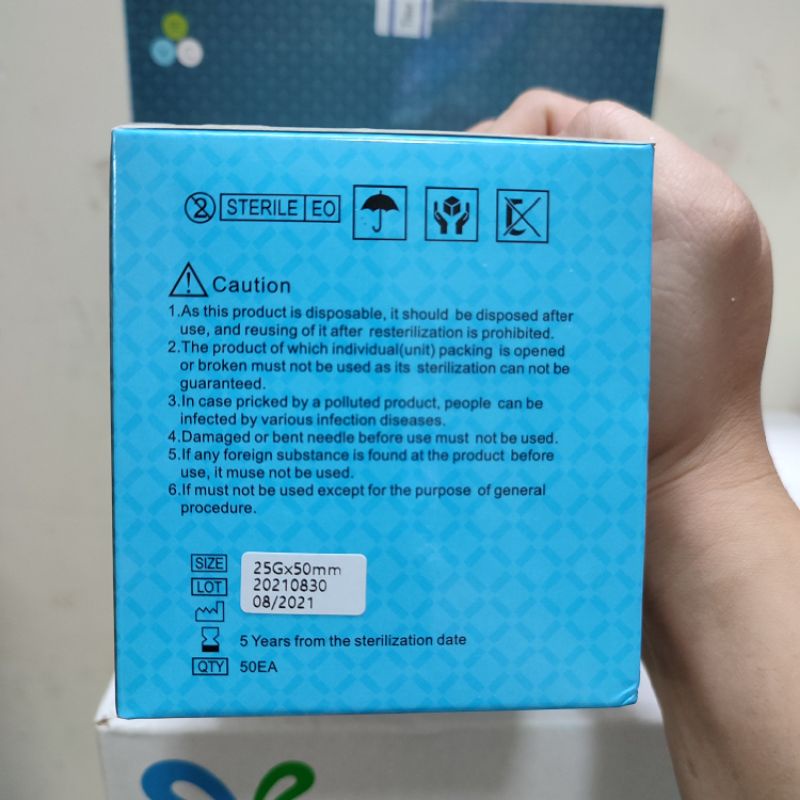 2 STERILE EO
Caution
1.As this product is disposable, it should be disposed after
use, and reusing of it after resterilization is prohibited.
2.The product of which individual(unit) packing is opened
or broken must not be used as its sterilization can not be
guaranteed.
3.In case pricked by a polluted product, people can be
infected by various infection diseases.
4.Damaged or bent needle before use must not be used.
5.If any foreign substance is found at the product before
use, it muse not be used.
6.If must not be used except for the purpose of general
procedure.
SIZE 25Gx50mm
LOT 20210830
08/2021
5 Years from the sterilization date
QTY 50EA